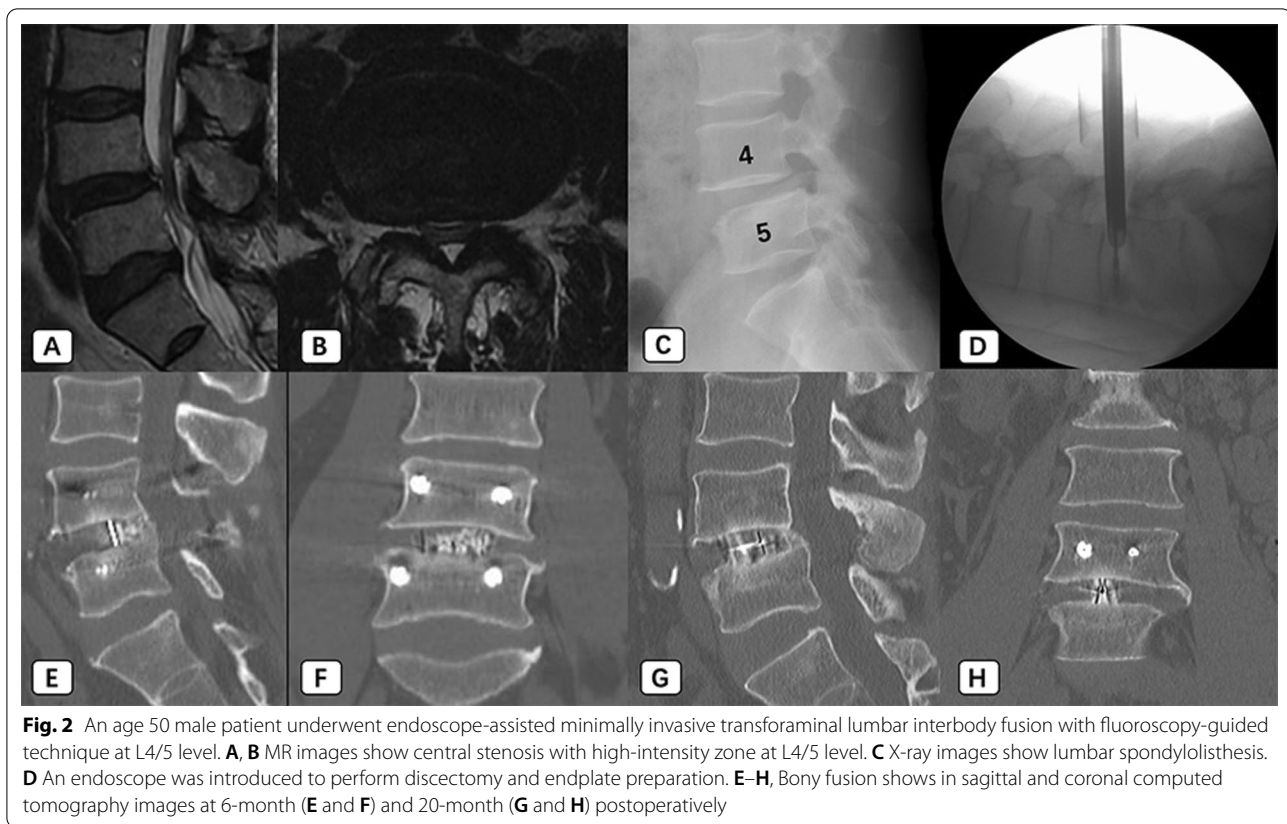 A
B
4
5
C
D
E
F
G
H
Fig. 2 An age 50 male patient underwent endoscope-assisted minimally invasive transforaminal lumbar interbody fusion with fluoroscopy-guided
technique at L4/5 level. A, B MR images show central stenosis with high-intensity zone at L4/5 level. C X-ray images show lumbar spondylolisthesis.
D An endoscope was introduced to perform discectomy and endplate preparation. E–H, Bony fusion shows in sagittal and coronal computed
tomography images at 6-month (E and F) and 20-month (G and H) postoperatively